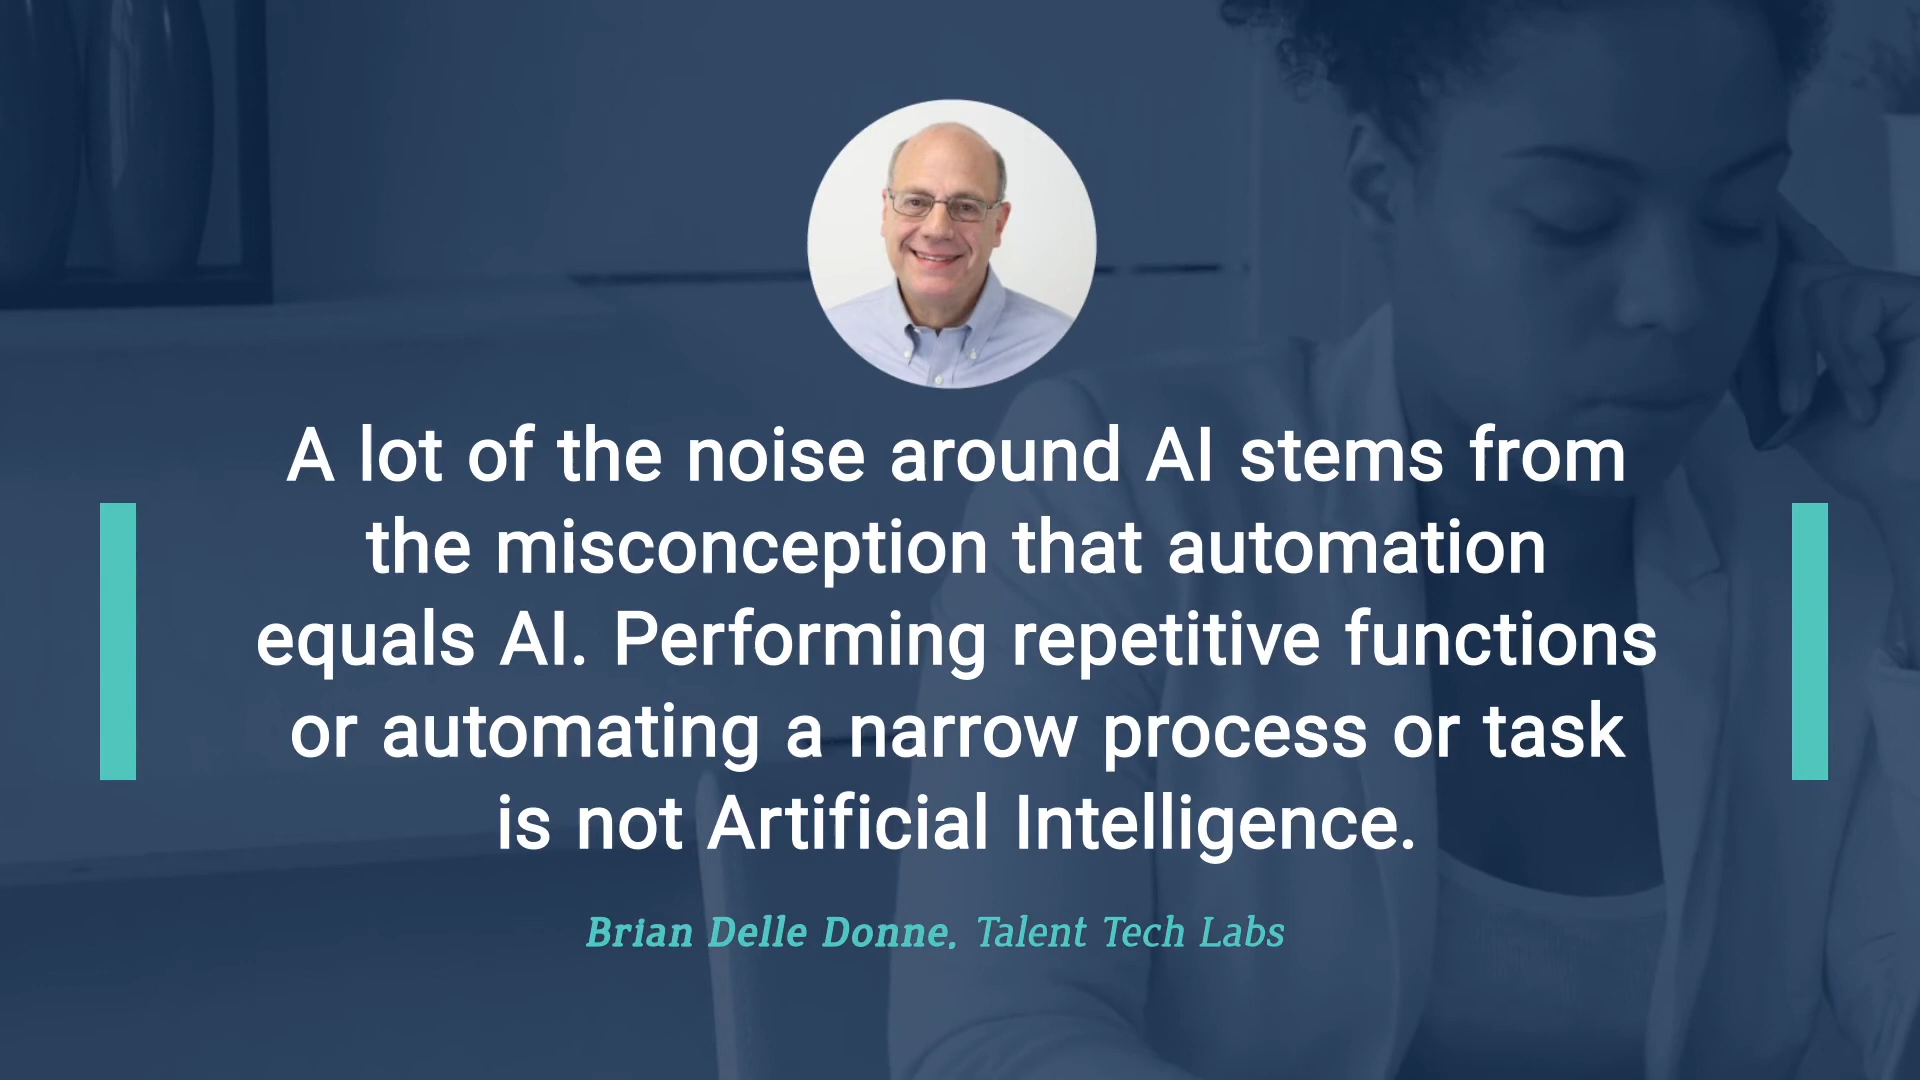 A lot of the noise around AI stems from
the misconception that automation
equals AI. Performing repetitive functions
or automating a narrow process or task
is not Artificial Intelligence.
Brian Delle Donne, Talent Tech Labs